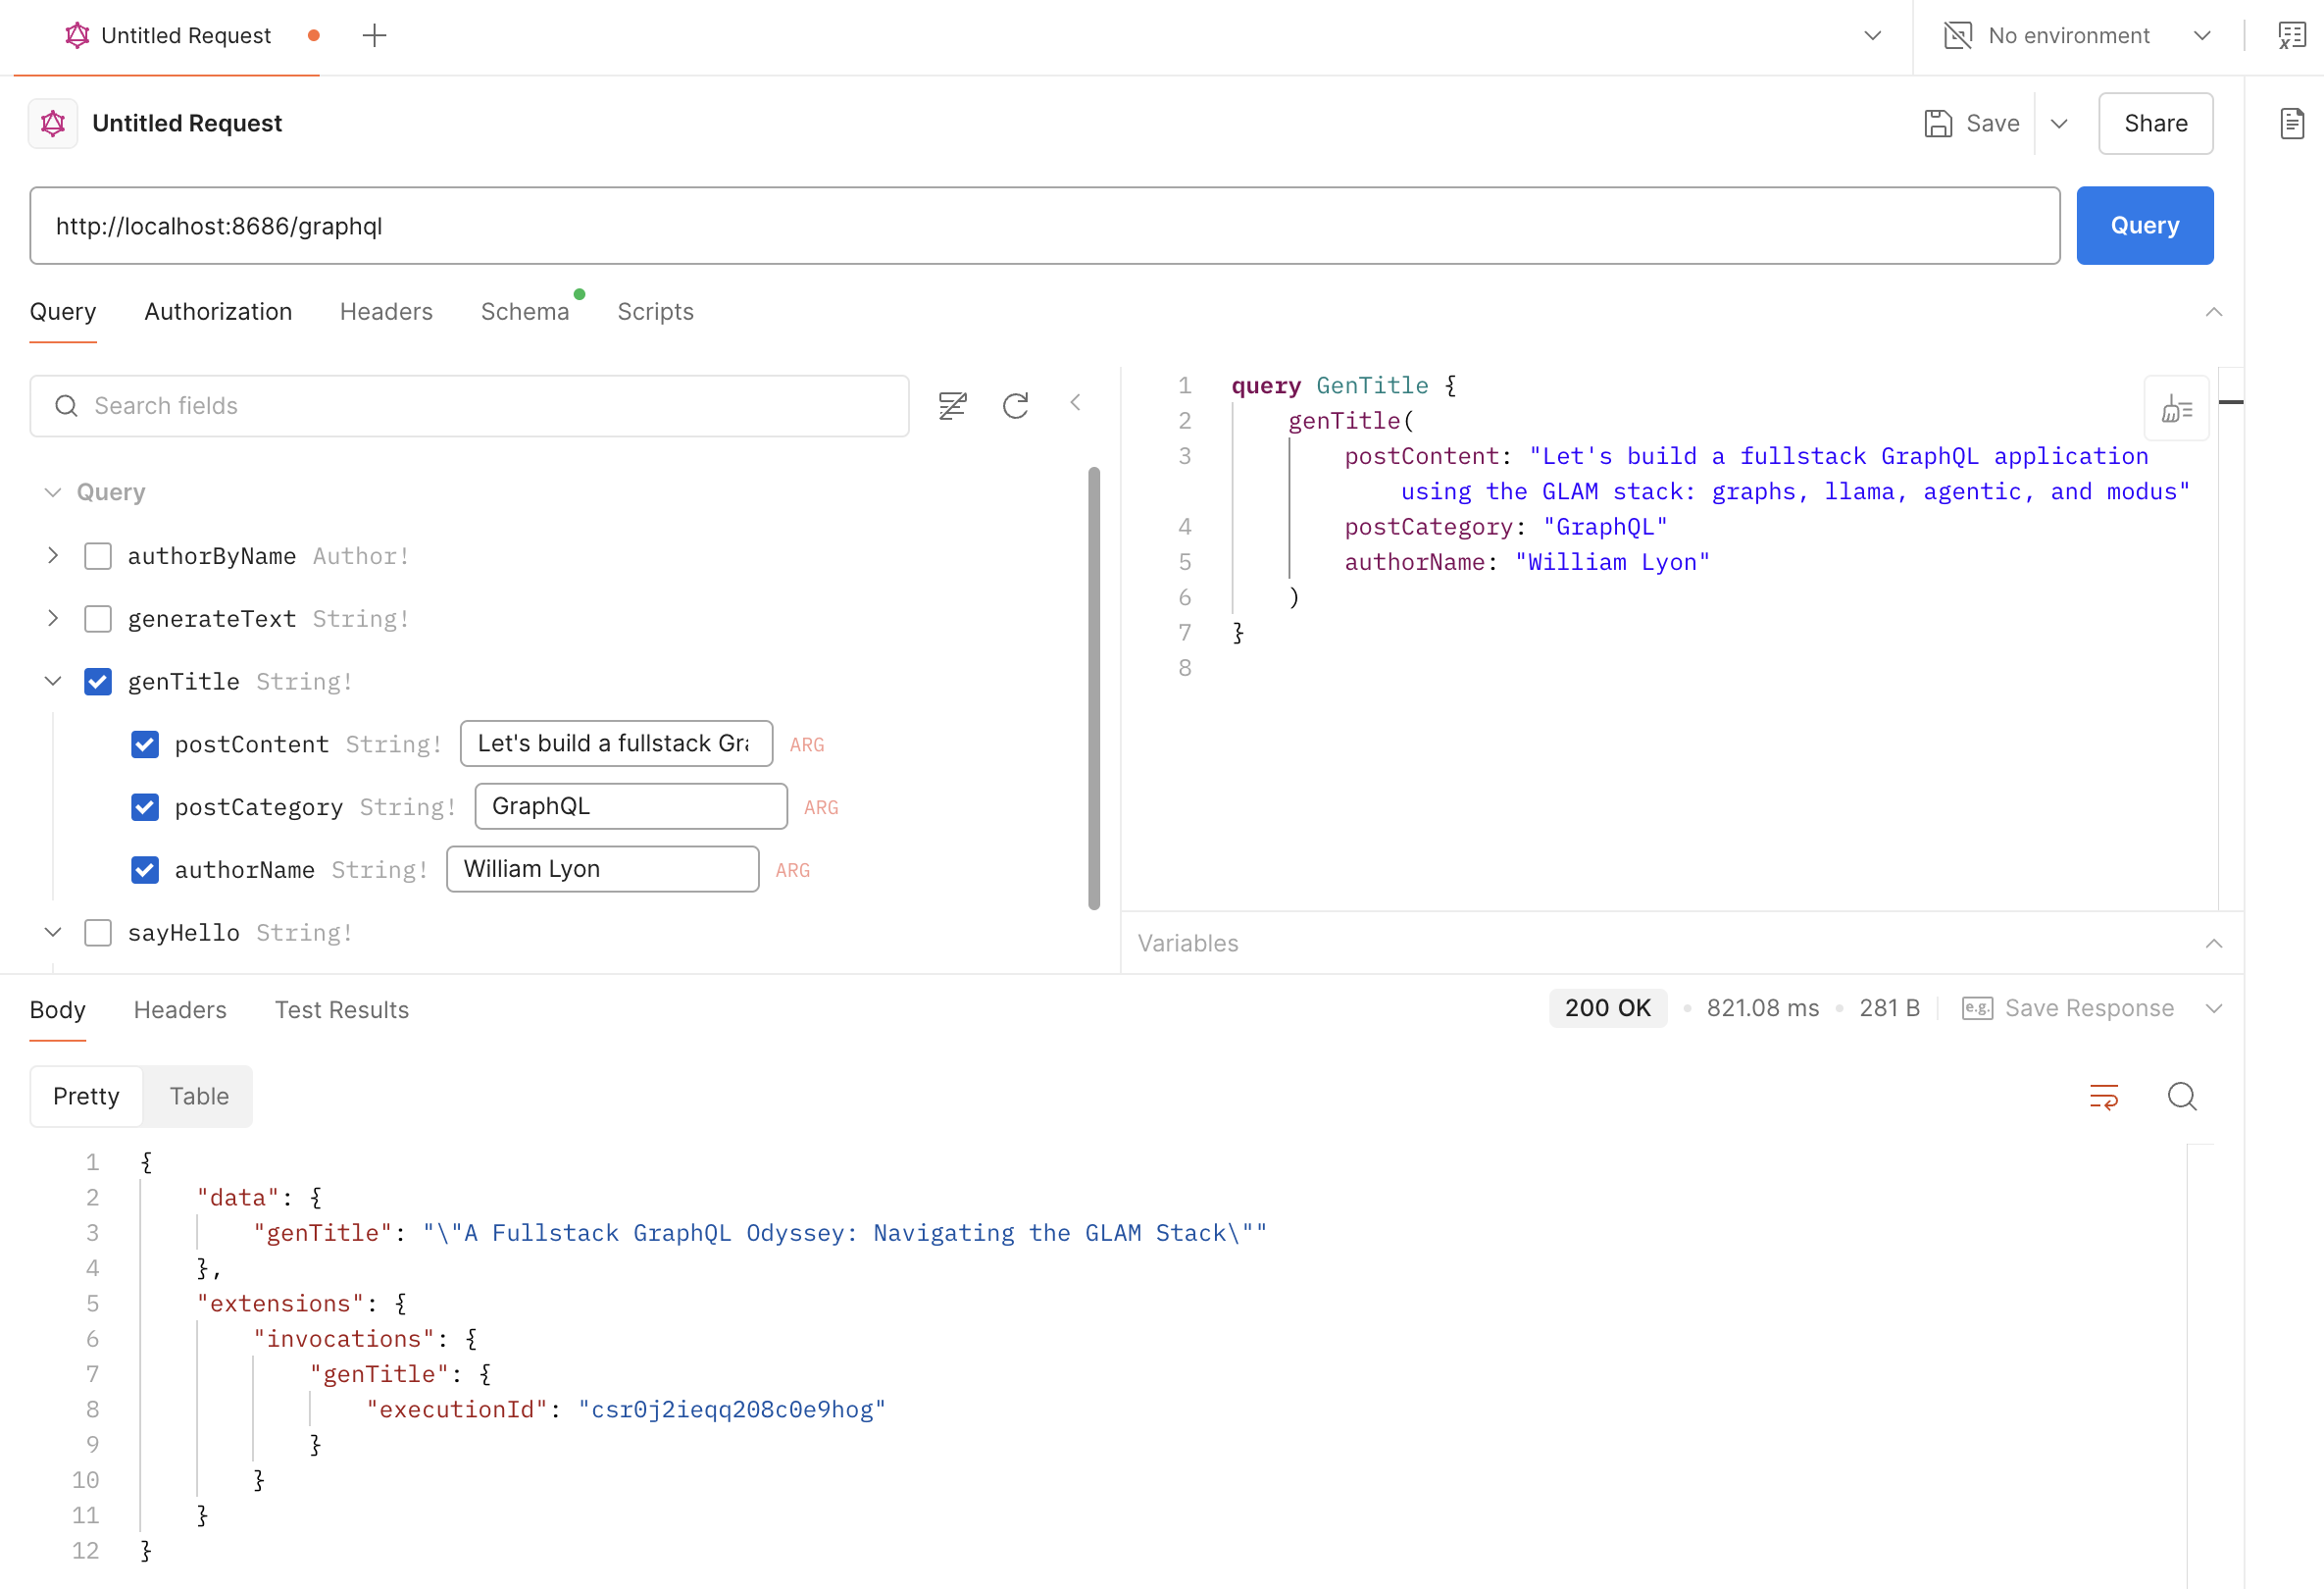 Untitled Request
No environment
Untitled Request
Save
Share
http://localhost:8686/graphql
Query
Query Authorization Headers Schema Scripts
Search fields
Query
authorByName Author!
generateText String!
genTitle String!
postContent String! Let's build a fullstack Gra ARG
postCategory String! GraphQL ARG
authorName String! William Lyon ARG
sayHello String!
1 query GenTitle {
2 genTitle(
3 postContent: "Let's build a fullstack GraphQL application
using the GLAM stack: graphs, llama, agentic, and modus"
4 postCategory: "GraphQL"
5 authorName: "William Lyon"
6 )
7 }
8
Variables
Body Headers Test Results
200 OK • 821.08 ms • 281 B e.g. Save Response
Pretty Table
1 {
2 "data": {
3 "genTitle": "\"A Fullstack GraphQL Odyssey: Navigating the GLAM Stack\""
4 },
5 "extensions": {
6 "invocations": {
7 "genTitle": {
8 "executionId": "csr0j2ieqq208c0e9hog"
9 }
10 }
11 }
12 }